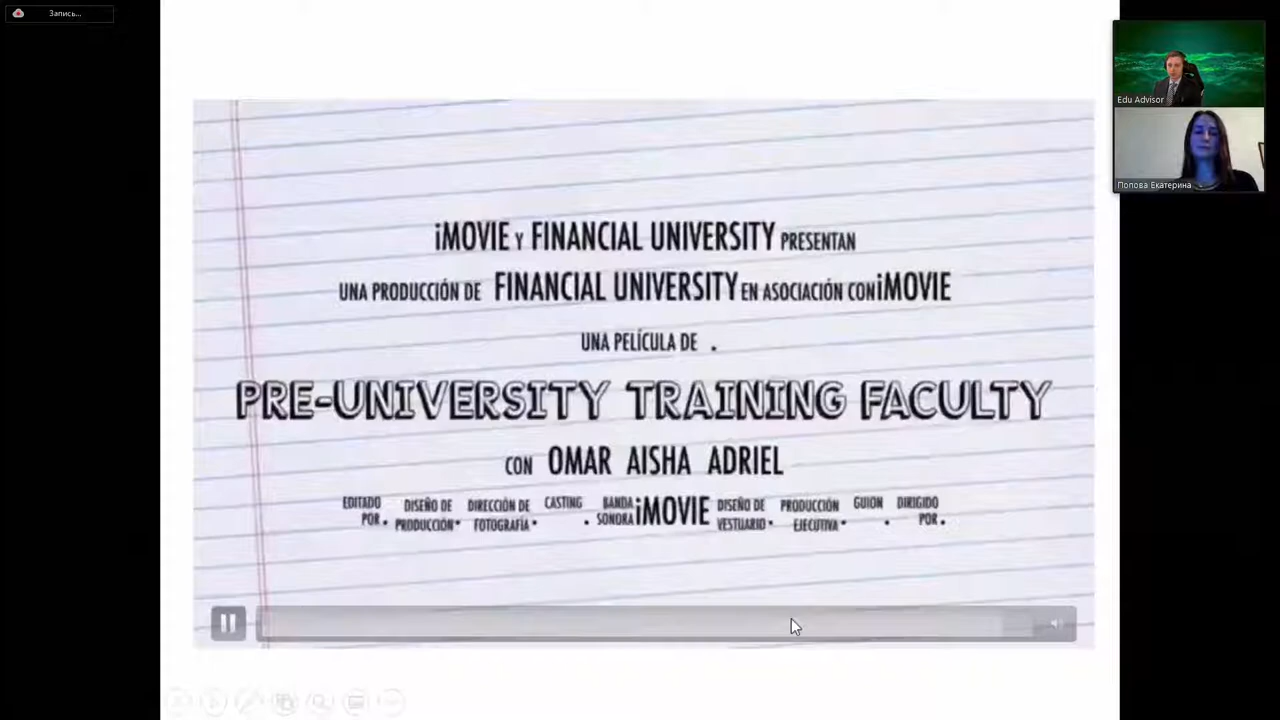 Запись...
Edu Advisor
Попова Екатерина
iMOVIE Y FINANCIAL UNIVERSITY PRESENTAN
UNA PRODUCCIÓN DE FINANCIAL UNIVERSITY EN ASOCIACIÓN CON iMOVIE
UNA PELÍCULA DE .
PRE-UNIVERSITY TRAINING FACULTY
CON OMAR AISHA ADRIEL
EDITADO POR . DISEÑO DE PRODUCCIÓN . DIRECCIÓN DE FOTOGRAFÍA . CASTING . BANDA SONORA iMOVIE DISEÑO DE VESTUARIO . PRODUCCIÓN EJECUTIVA . GUION . DIRIGIDO POR .